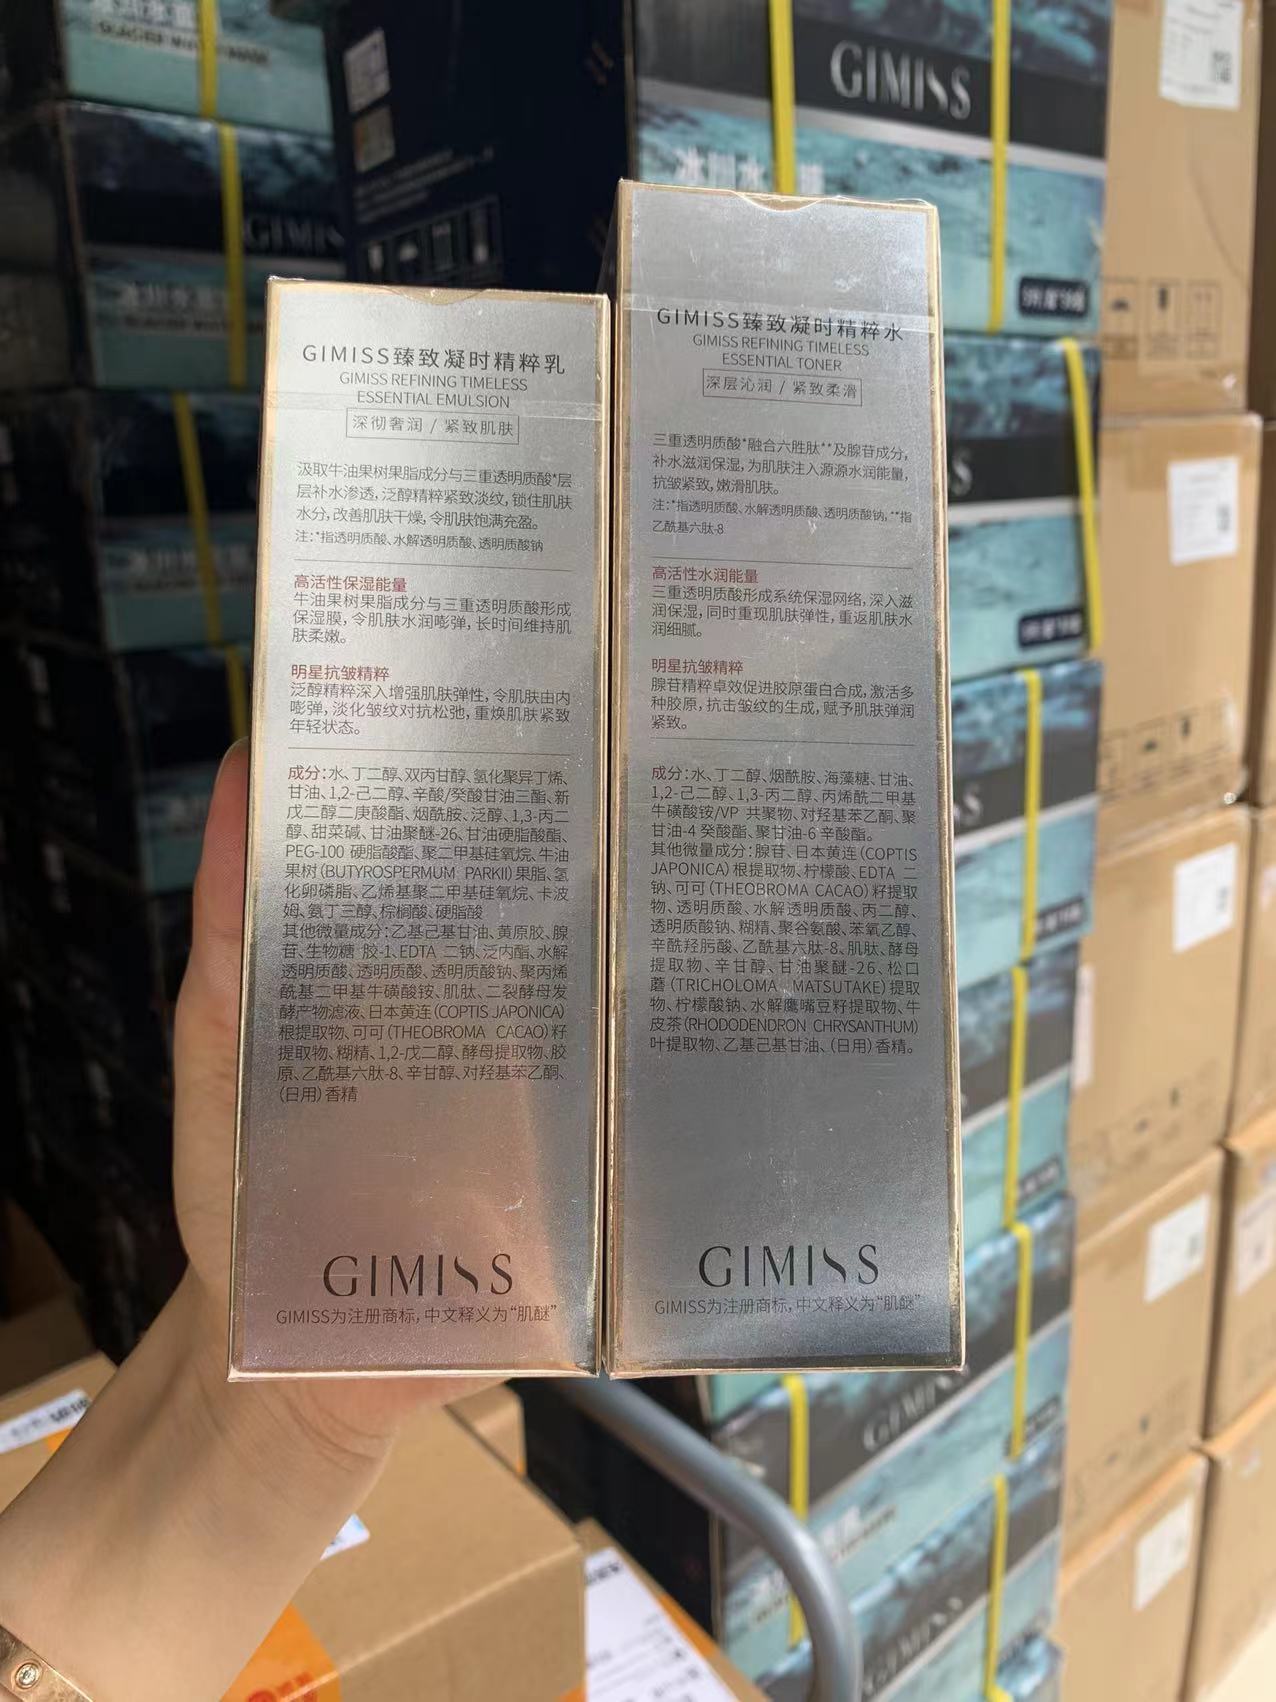 GIMISS
GIMISS臻致凝时精粹乳
GIMISS REFINING TIMELESS
ESSENTIAL EMULSION
深彻奢润 / 紧致肌肤
汲取牛油果树果脂成分与三重透明质酸*层
层补水渗透,泛醇精粹紧致淡纹,锁住肌肤
水分,改善肌肤干燥,令肌肤饱满充盈。
注:*指透明质酸、水解透明质酸、透明质酸钠
高活性保湿能量
牛油果树果脂成分与三重透明质酸形成
保湿膜,令肌肤水润嘭弹,长时间维持肌
肤柔嫩。
明星抗皱精粹
泛醇精粹深入增强肌肤弹性,令肌肤由内
嘭弹,淡化皱纹对抗松弛,重焕肌肤紧致
年轻状态。
成分:水、丁二醇、双丙甘醇、氢化聚异丁烯、
甘油、1,2-己二醇、辛酸/癸酸甘油三酯、新
戊二醇二庚酸酯、烟酰胺、泛醇、1,3-丙二
醇、甜菜碱、甘油聚醚-26、甘油硬脂酸酯、
PEG-100 硬脂酸酯、聚二甲基硅氧烷、牛油
果树(BUTYROSPERMUM PARKII)果脂、氢
化卵磷脂、乙烯基聚二甲基硅氧烷、卡波
姆、氨丁三醇、棕榈酸、硬脂酸
其他微量成分:乙基己基甘油、黄原胶、腺
苷、生物糖 胶-1、EDTA 二钠、泛内酯、水解
透明质酸、透明质酸、透明质酸钠、聚丙烯
酰基二甲基牛磺酸铵、肌肽、二裂酵母发
酵产物滤液、日本黄连(COPTIS JAPONICA)
根提取物、可可(THEOBROMA CACAO)籽
提取物、糊精、1,2-戊二醇、酵母提取物、胶
原、乙酰基六肽-8、辛甘醇、对羟基苯乙酮、
(日用)香精
GIMISS
GIMISS为注册商标,中文释义为“肌醚”
GIMISS臻致凝时精粹水
GIMISS REFINING TIMELESS
ESSENTIAL TONER
深层沁润 / 紧致柔滑
三重透明质酸*融合六胜肽**及腺苷成分,
补水滋润保湿,为肌肤注入源源水润能量,
抗皱紧致,嫩滑肌肤。
注:*指透明质酸、水解透明质酸、透明质酸钠,**指
乙酰基六肽-8
高活性水润能量
三重透明质酸形成系统保湿网络,深入滋
润保湿,同时重现肌肤弹性,重返肌肤水
润细腻。
明星抗皱精粹
腺苷精粹卓效促进胶原蛋白合成,激活多
种胶原,抗击皱纹的生成,赋予肌肤弹润
紧致。
成分:水、丁二醇、烟酰胺、海藻糖、甘油、
1,2-己二醇、1,3-丙二醇、丙烯酰二甲基
牛磺酸铵/VP 共聚物、对羟基苯乙酮、聚
甘油-4 癸酸酯、聚甘油-6 辛酸酯。
其他微量成分:腺苷、日本黄连(COPTIS
JAPONICA)根提取物、柠檬酸、EDTA 二
钠、可可(THEOBROMA CACAO)籽提取
物、透明质酸、水解透明质酸、丙二醇、
透明质酸钠、糊精、聚谷氨酸、苯氧乙醇、
辛酰羟肟酸、乙酰基六肽-8、肌肽、酵母
提取物、辛甘醇、甘油聚醚-26、松口
蘑(TRICHOLOMA MATSUTAKE)提取
物、柠檬酸钠、水解鹰嘴豆籽提取物、牛
皮茶(RHODODENDRON CHRYSANTHUM)
叶提取物、乙基己基甘油、(日用)香精。
GIMISS
GIMISS为注册商标,中文释义为“肌醚”